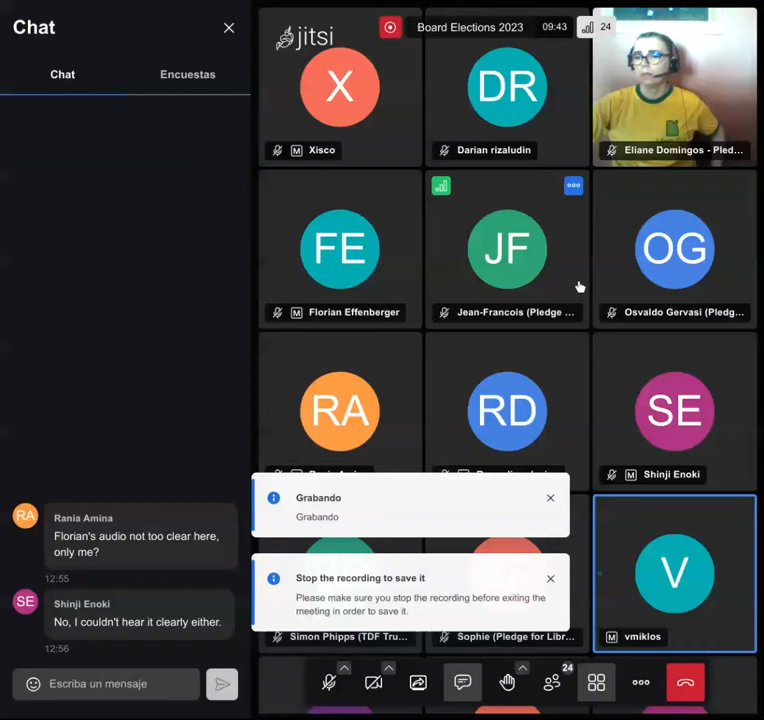 Chat
Chat
Encuestas
Rania Amina
Florian's audio not too clear here,
only me?
12:55
Shinji Enoki
No, I couldn't hear it clearly either.
12:56
Escriba un mensaje
RA
SE
jitsi
Board Elections 2023
09:43
24
X
M Xisco
DR
Darian rizaludin
Eliane Domingos - Pled...
FE
M Florian Effenberger
JF
Jean-Francois (Pledge ...
OG
Osvaldo Gervasi (Pledg...
RA
RD
SE
M Shinji Enoki
Grabando
Grabando
Stop the recording to save it
Please make sure you stop the recording before exiting the
meeting in order to save it.
Simon Phipps (TDF Tru...
Sophie (Pledge for Libr...
V
M vmiklos
24